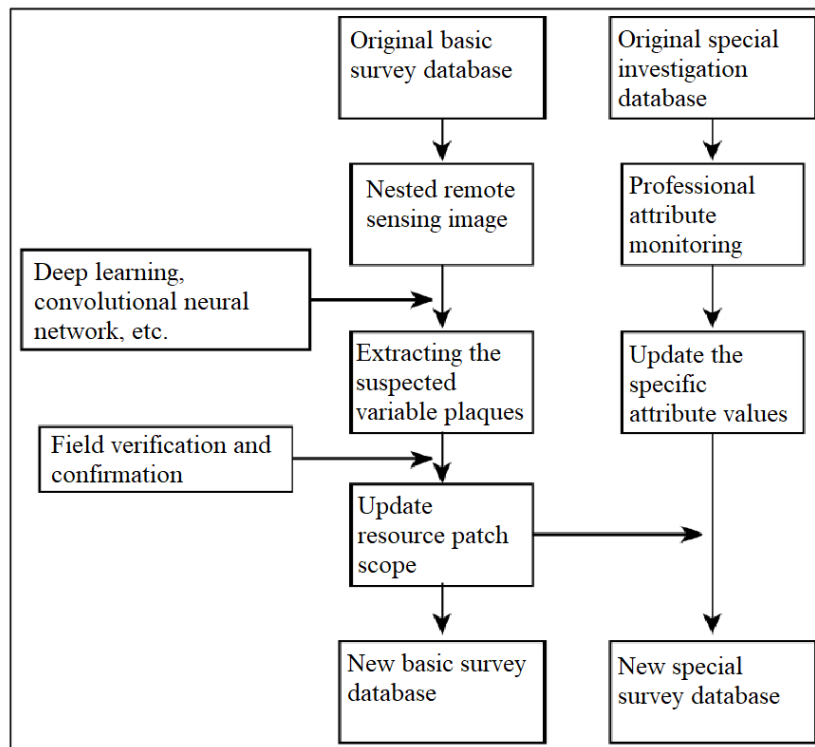 Original basic
survey database
Original special
investigation
database
Nested remote
sensing image
Professional
attribute
monitoring
Deep learning,
convolutional neural
network, etc.
Extracting the
suspected
variable plaques
Update the
specific
attribute values
Field verification and
confirmation
Update
resource patch
scope
New basic survey
database
New special
survey database